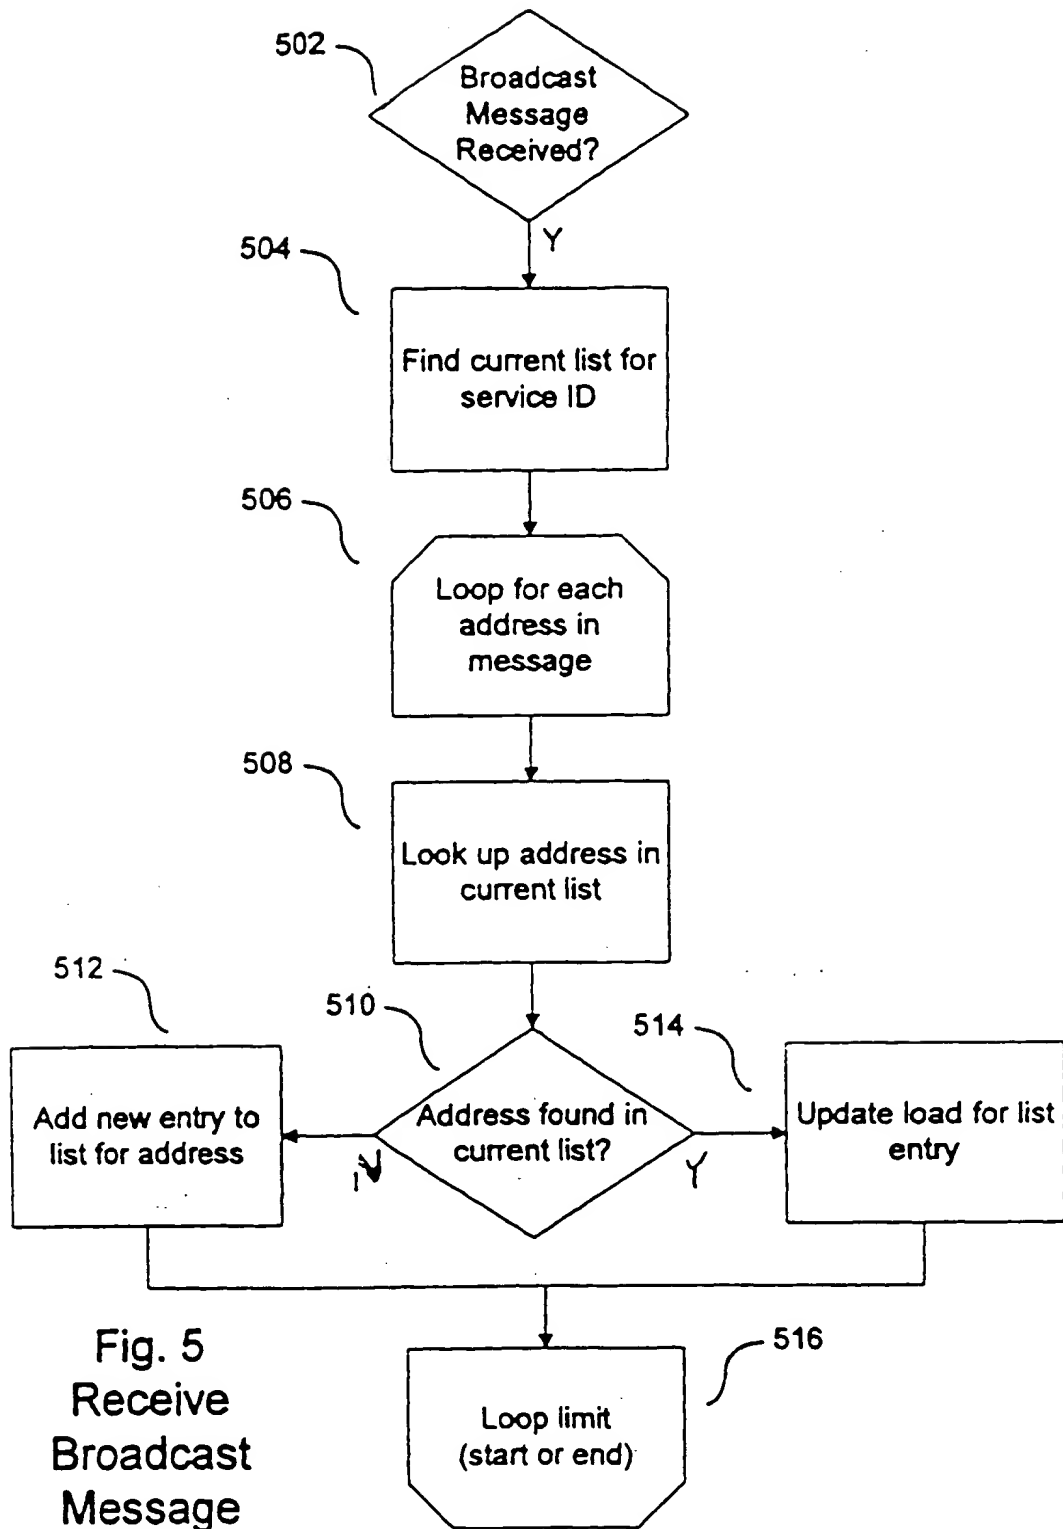 502
Broadcast
Message
Received?
Y
504
Find current list for
service ID
506
Loop for each
address in
message
508
Look up address in
current list
512
510
514
Add new entry to
list for address
Address found in
current list?
Update load for list
entry
N
Y
516
Loop limit
(start or end)
Fig. 5
Receive
Broadcast
Message